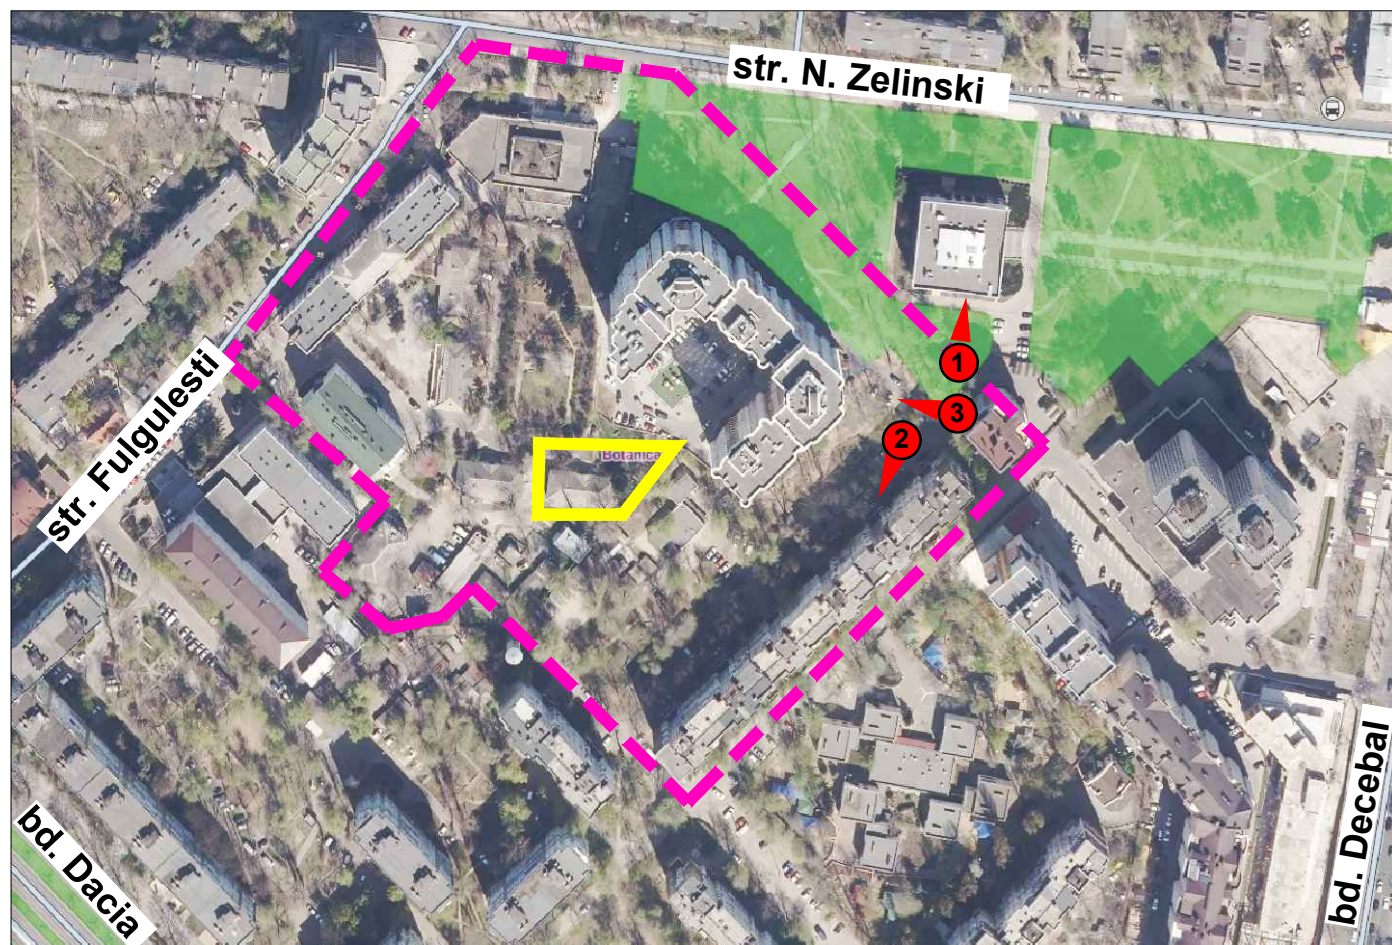 str. N. Zelinski
str. Fulgulesti
1
3
2
Botanica
bd. Dacia
bd. Decebal